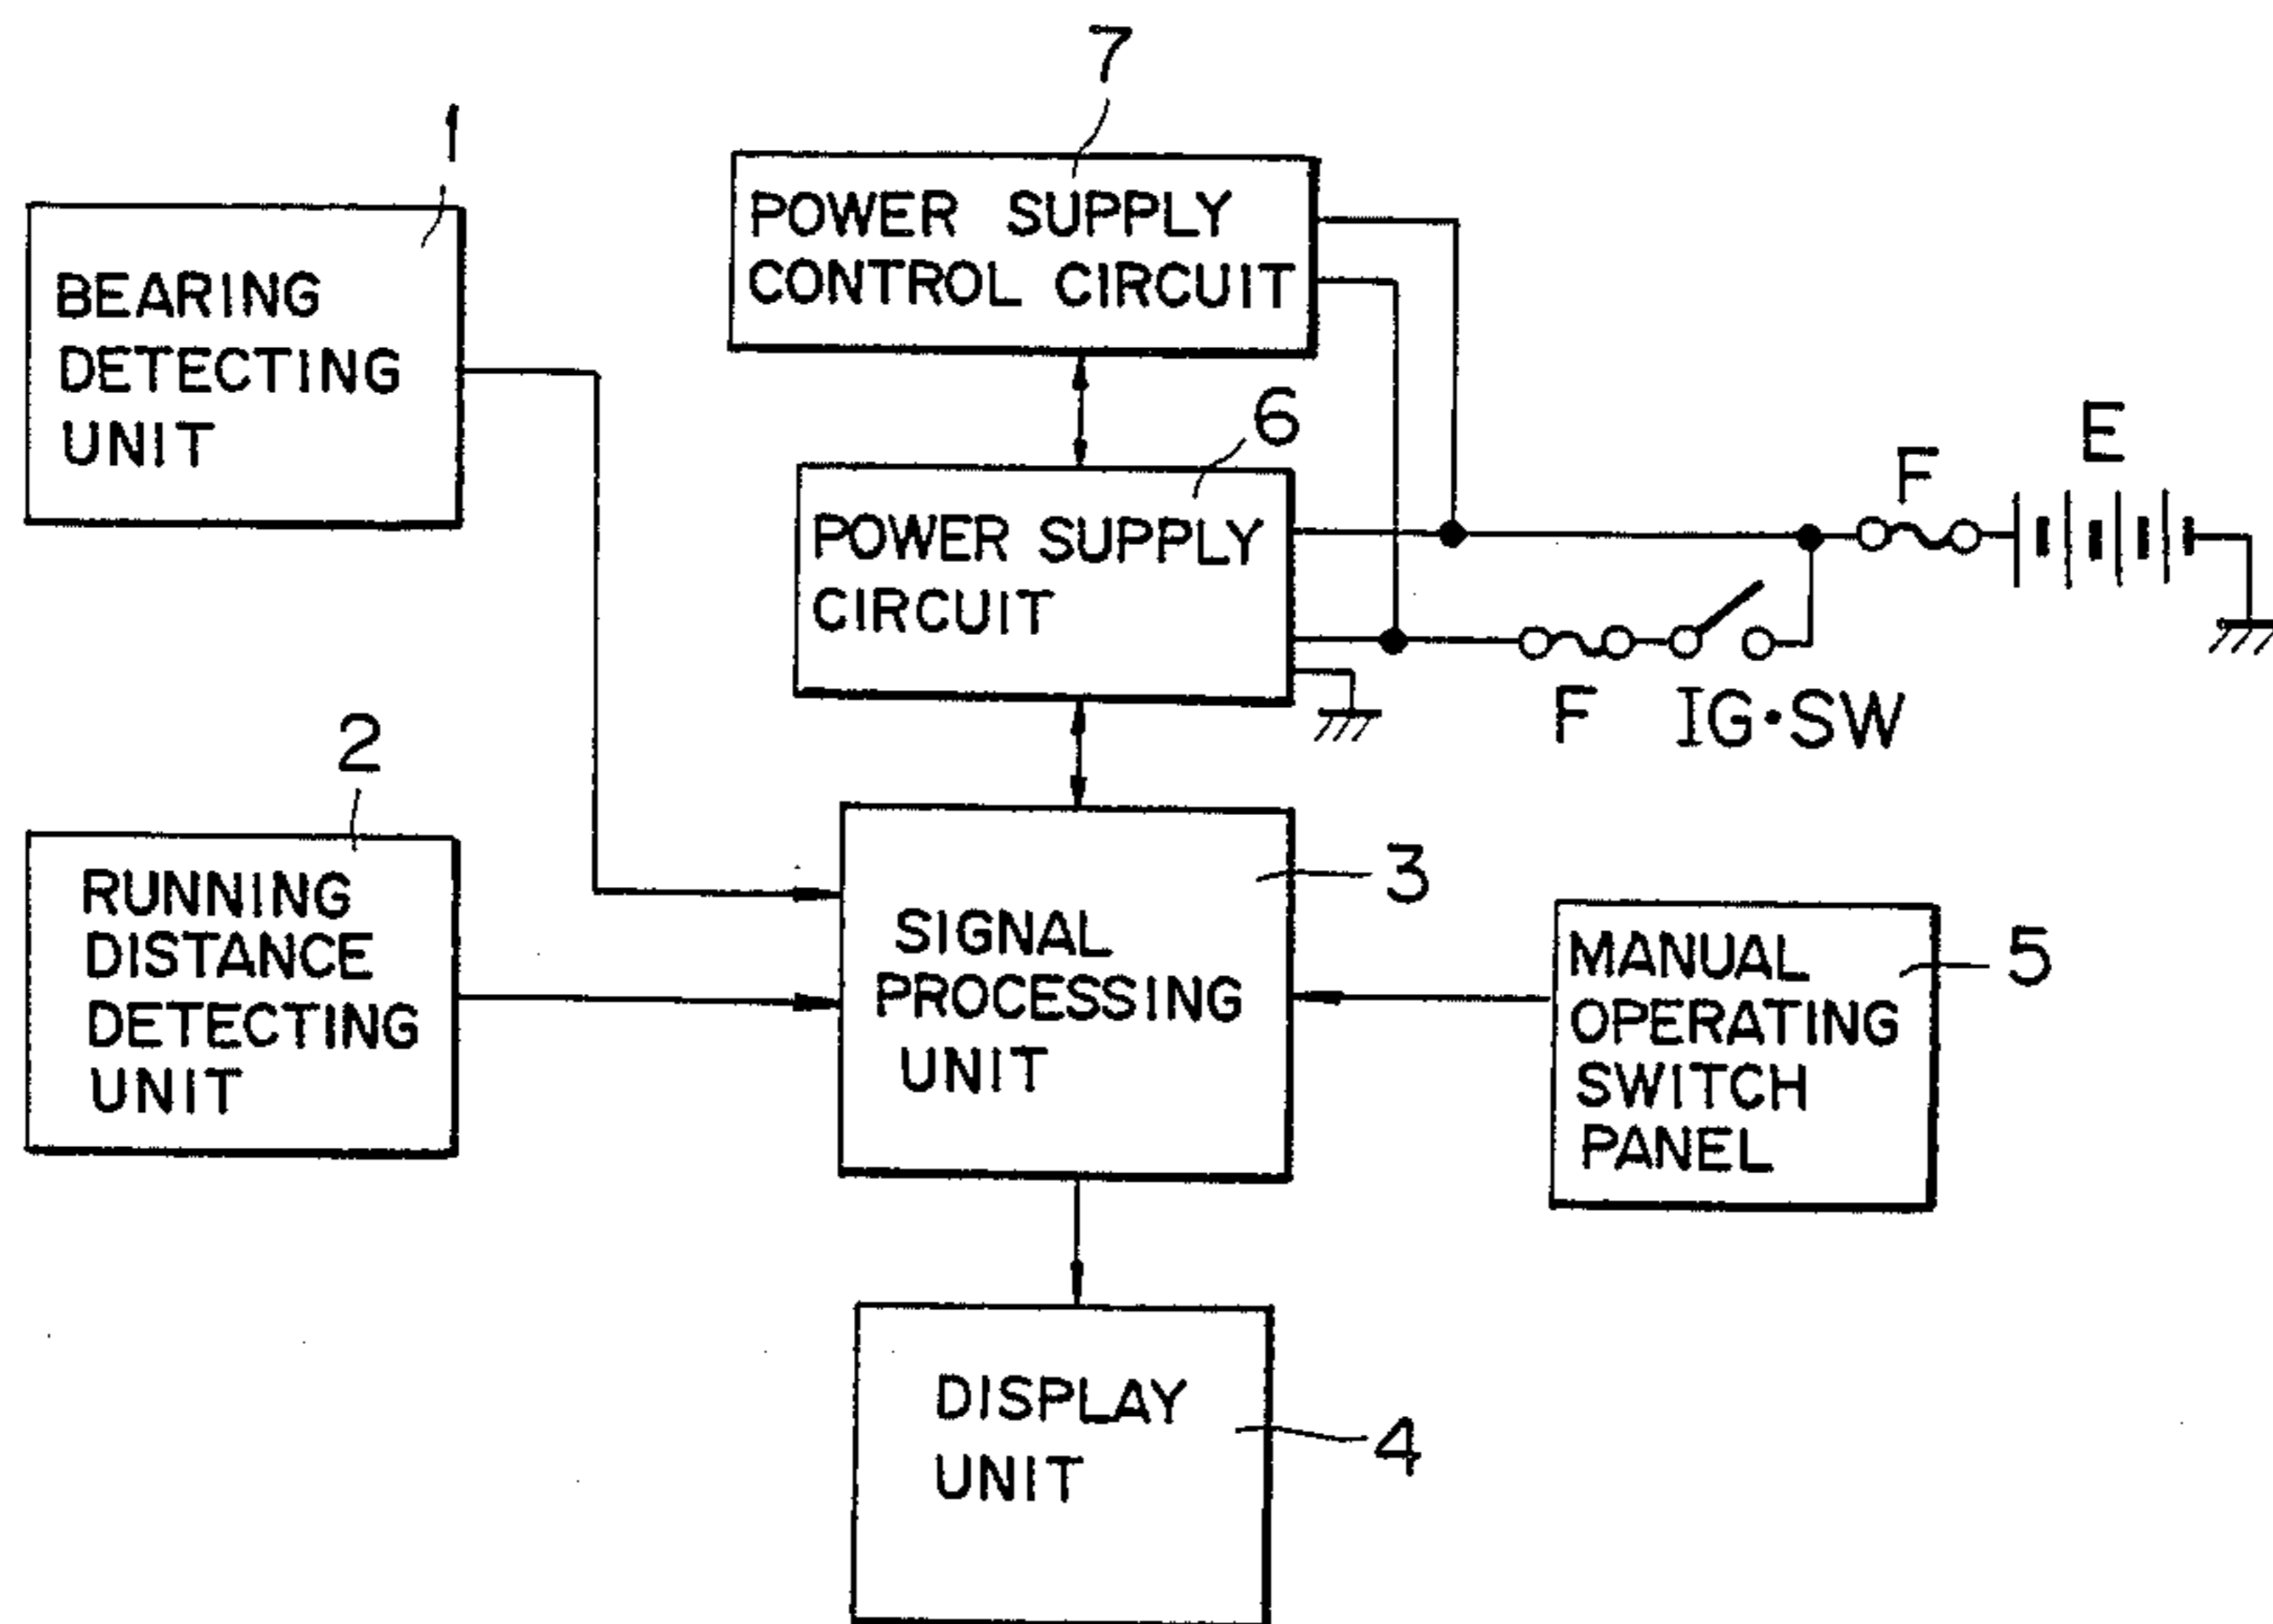 7
1
POWER SUPPLY
CONTROL CIRCUIT
BEARING
DETECTING
UNIT
6
E
F
POWER SUPPLY
CIRCUIT
F
IG·SW
2
3
RUNNING
DISTANCE
DETECTING
UNIT
SIGNAL
PROCESSING
UNIT
MANUAL
OPERATING
SWITCH
PANEL
5
DISPLAY
UNIT
4